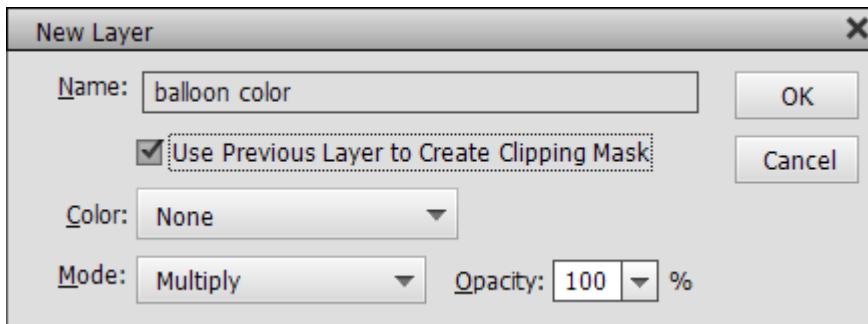 New Layer
Name: balloon color
OK
Use Previous Layer to Create Clipping Mask
Cancel
Color: None
Mode: Multiply Opacity: 100 %